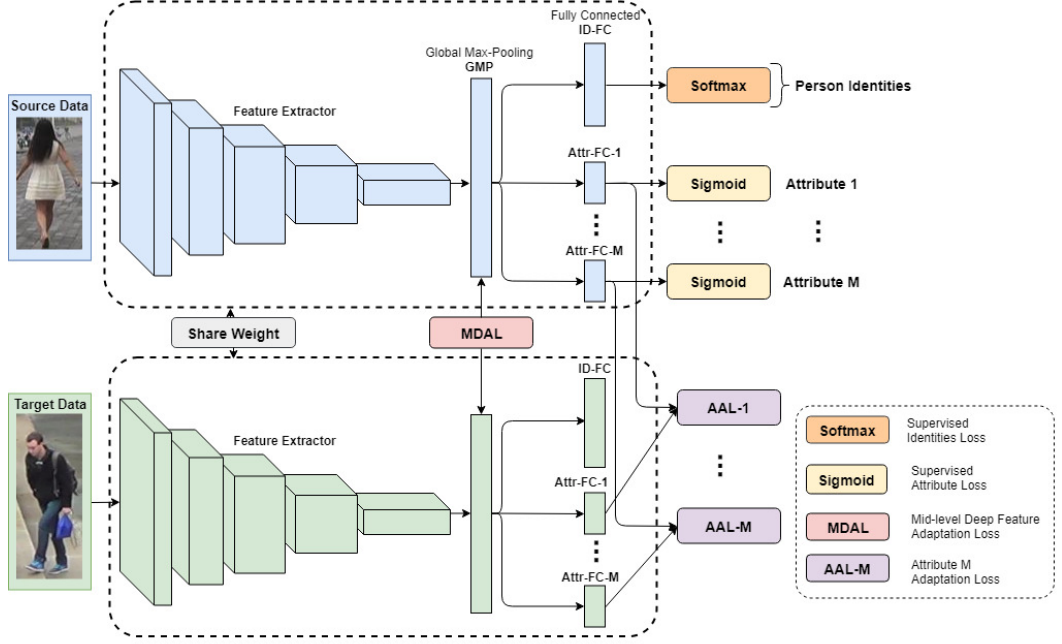 Fully Connected
ID-FC
Global Max-Pooling
GMP
Source Data
Feature Extractor
Softmax
Person Identities
Attr-FC-1
Sigmoid
Attribute 1
Attr-FC-M
Sigmoid
Attribute M
Share Weight
MDAL
Target Data
Feature Extractor
ID-FC
Attr-FC-1
Attr-FC-M
AAL-1
AAL-M
Softmax
Supervised
Identities Loss
Sigmoid
Supervised
Attribute Loss
MDAL
Mid-level Deep Feature
Adaptation Loss
AAL-M
Attribute M
Adaptation Loss